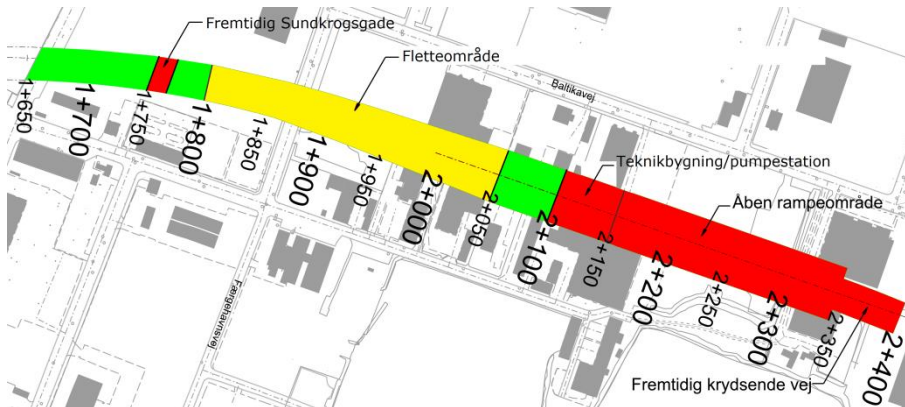 Fremtidig Sundkrogsgade
Fletteområde
Baltikavej
1+650
1+700
1+750
1+800
1+850
1+900
1+950
2+000
2+050
2+100
Teknikbygning/pumpestation
Åben rampeområde
2+150
2+200
2+250
2+300
2+350
2+400
Færgehavnsvej
Fremtidig krydsende vej